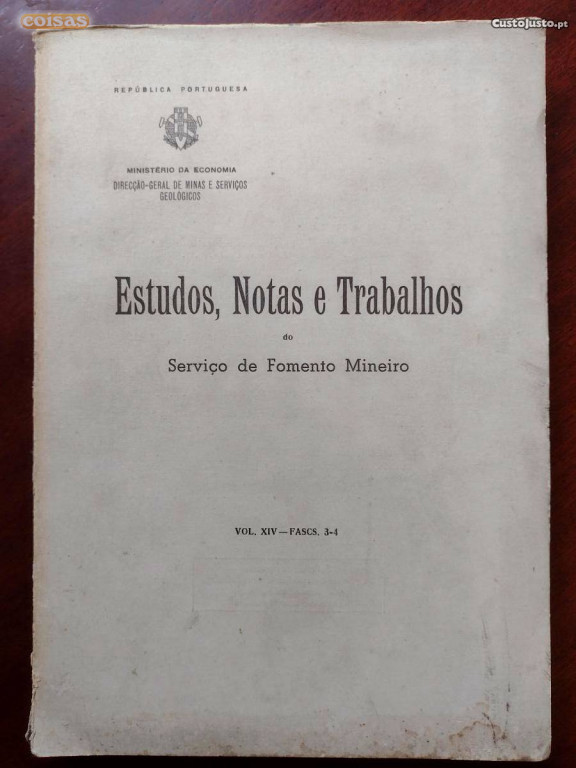 coisas
CustoJusto.pt
REPÚBLICA PORTUGUESA
MINISTÉRIO DA ECONOMIA
DIRECÇÃO-GERAL DE MINAS E SERVIÇOS
GEOLÓGICOS
Estudos, Notas e Trabalhos
do
Serviço de Fomento Mineiro
VOL. XIV — FASCS. 3-4